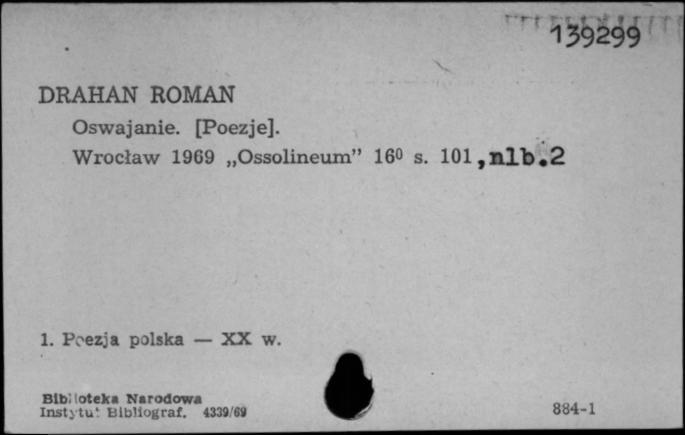 139299
DRAHAN ROMAN
Oswajanie. [Poezje].
Wrocław 1969 „Ossolineum” 16⁰ s. 101, nlb. 2
1. Poezja polska — XX w.
Biblioteka Narodowa
Instytut Bibliograf. 4339/69
884-1